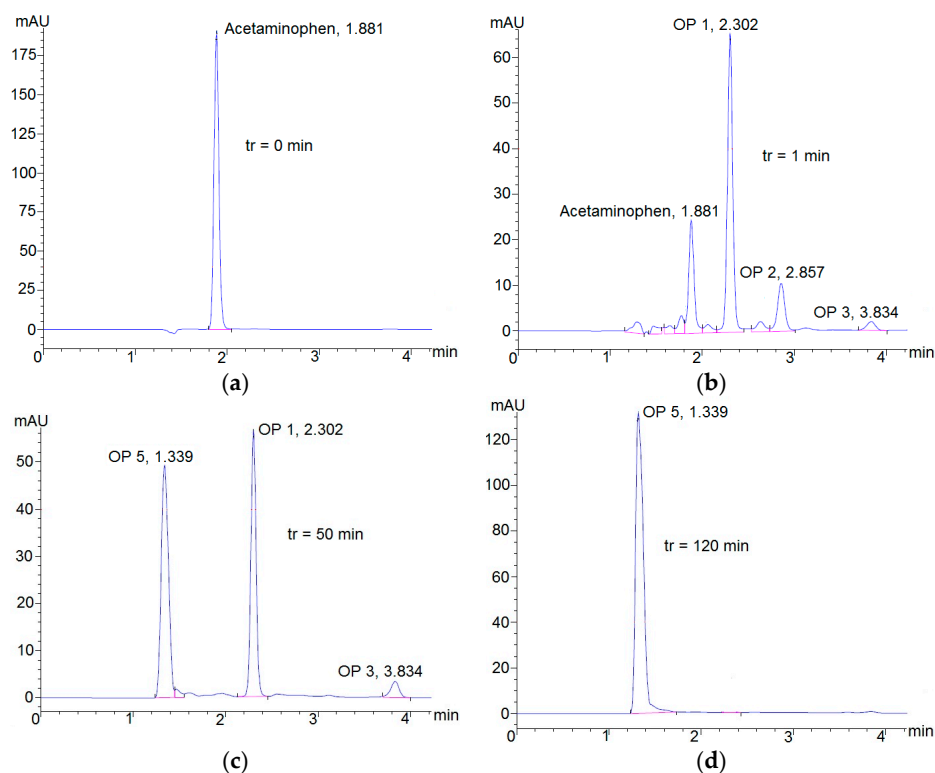 mAU
Acetaminophen, 1.881
175
150
125
100
75
50
25
0
tr = 0 min
0 1 2 3 4 min
(a)
mAU
OP 1, 2.302
60
50
40
30
20
10
0
tr = 1 min
Acetaminophen, 1.881
OP 2, 2.857
OP 3, 3.834
0 1 2 3 4 min
(b)
mAU
OP 1, 2.302
OP 5, 1.339
50
40
30
20
10
0
tr = 50 min
OP 3, 3.834
0 1 2 3 4 min
(c)
mAU
OP 5, 1.339
120
100
80
60
40
20
0
tr = 120 min
0 1 2 3 4 min
(d)